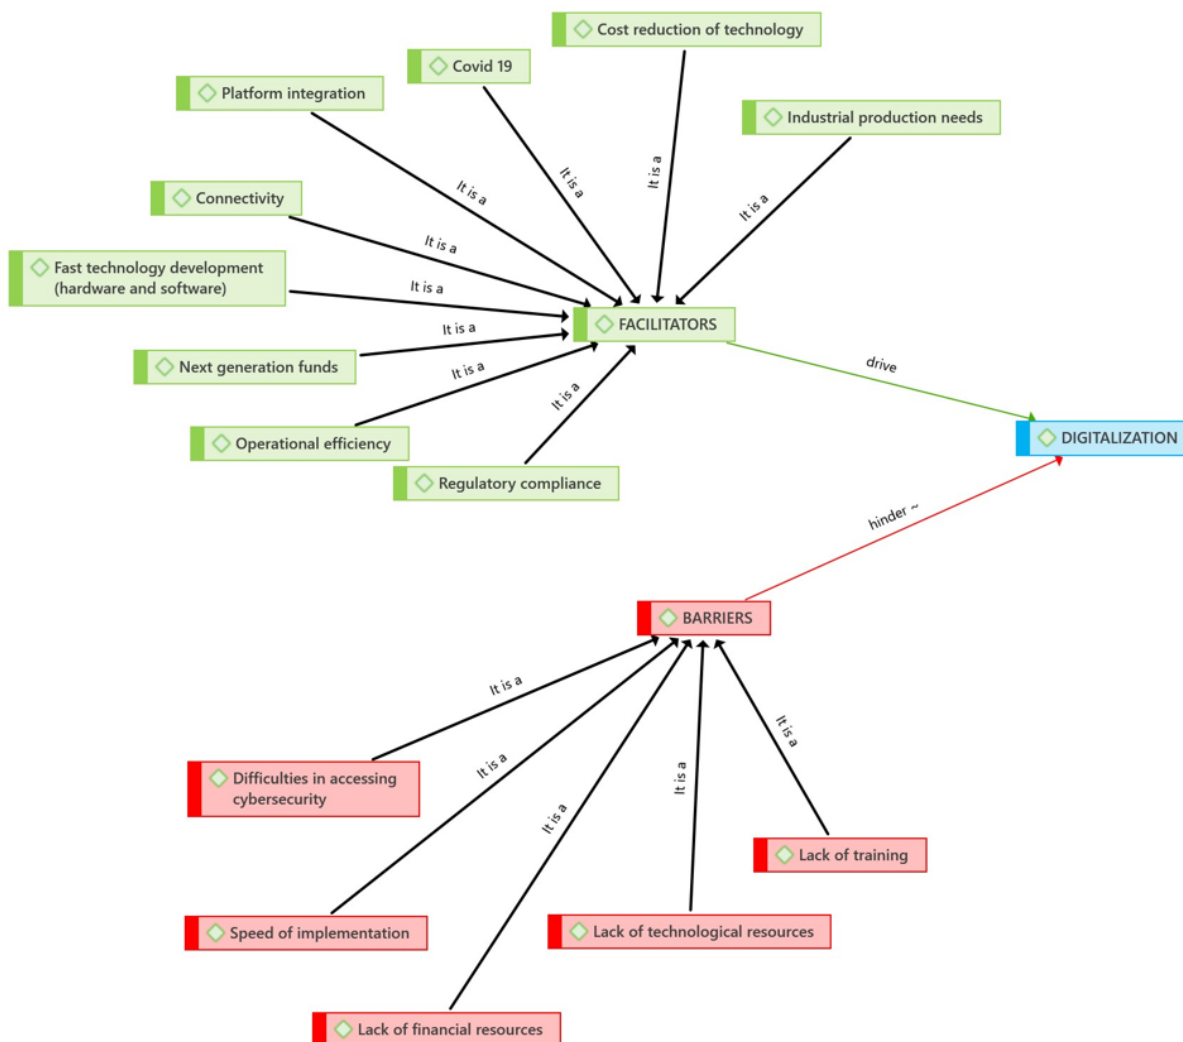 Cost reduction of technology
Covid 19
Platform integration
Industrial production needs
It is a
It is a
It is a
It is a
Connectivity
It is a
It is a
Fast technology development
(hardware and software)
It is a
FACILITATORS
It is a
Next generation funds
It is a
drive
It is a
Operational efficiency
DIGITALIZATION
Regulatory compliance
hinder ~
BARRIERS
It is a
It is a
It is a
It is a
It is a
Difficulties in accessing
cybersecurity
Lack of training
Speed of implementation
Lack of technological resources
Lack of financial resources